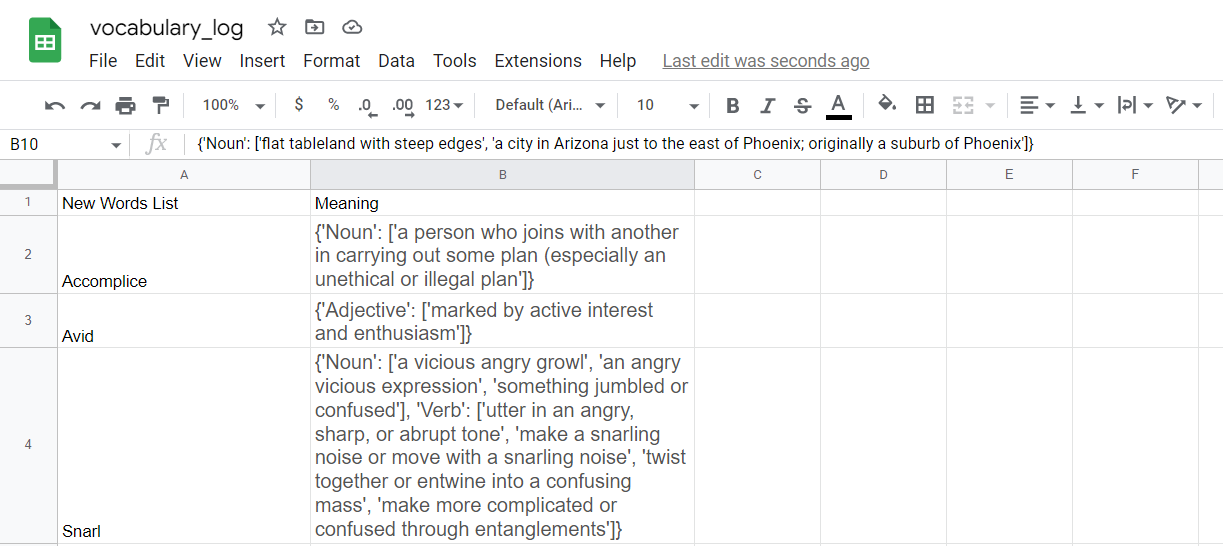 vocabulary_log
File Edit View Insert Format Data Tools Extensions Help Last edit was seconds ago
100% $ % .0 .00 123 Default (Ari... 10 B I S A
B10 fx {'Noun': ['flat tableland with steep edges', 'a city in Arizona just to the east of Phoenix; originally a suburb of Phoenix']}
A B C D E F
1 New Words List Meaning
{'Noun': ['a person who joins with another
2 in carrying out some plan (especially an
Accomplice unethical or illegal plan']}
3 {'Adjective': ['marked by active interest
Avid and enthusiasm']}
{'Noun': ['a vicious angry growl', 'an angry
vicious expression', 'something jumbled or
confused'], 'Verb': ['utter in an angry,
sharp, or abrupt tone', 'make a snarling
4 noise or move with a snarling noise', 'twist
together or entwine into a confusing
mass', 'make more complicated or
Snarl confused through entanglements']}